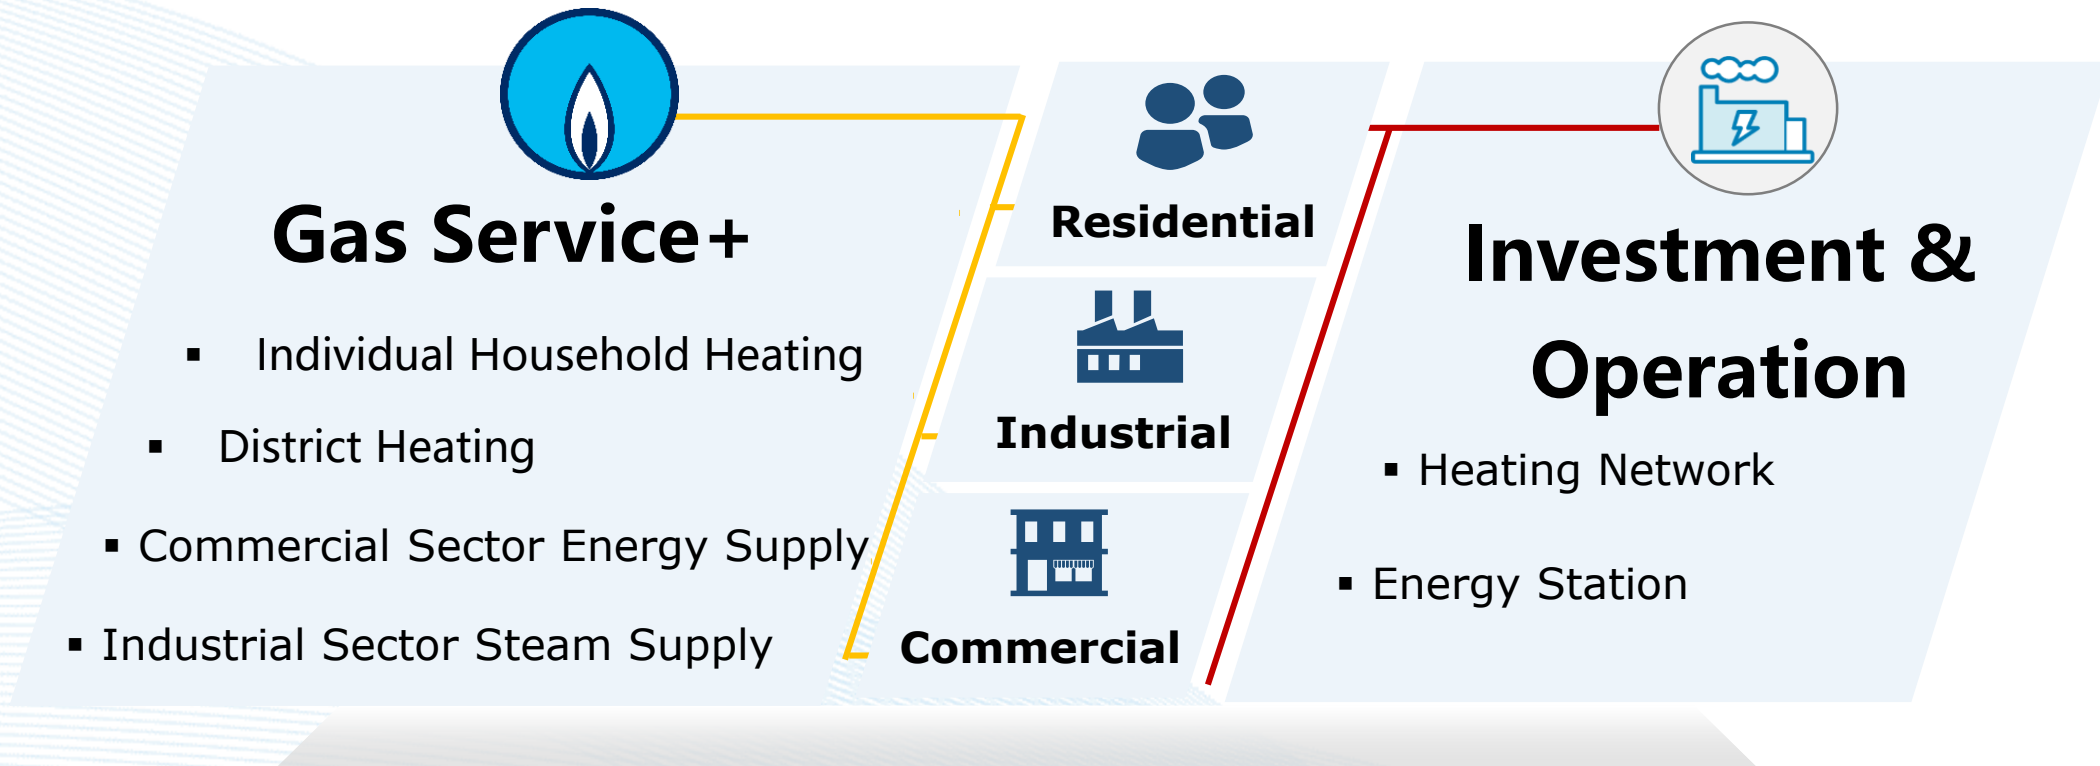 Gas Service+
▪ Individual Household Heating
▪ District Heating
▪ Commercial Sector Energy Supply
▪ Industrial Sector Steam Supply
Residential
Industrial
Commercial
Investment &
Operation
▪ Heating Network
▪ Energy Station